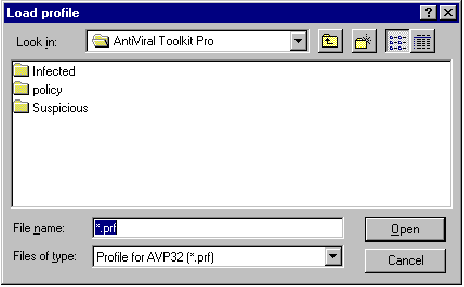 Load profile
Look in: AntiViral Toolkit Pro
Infected
policy
Suspicious
File name: *.prf Open
Files of type: Profile for AVP32 (*.prf) Cancel